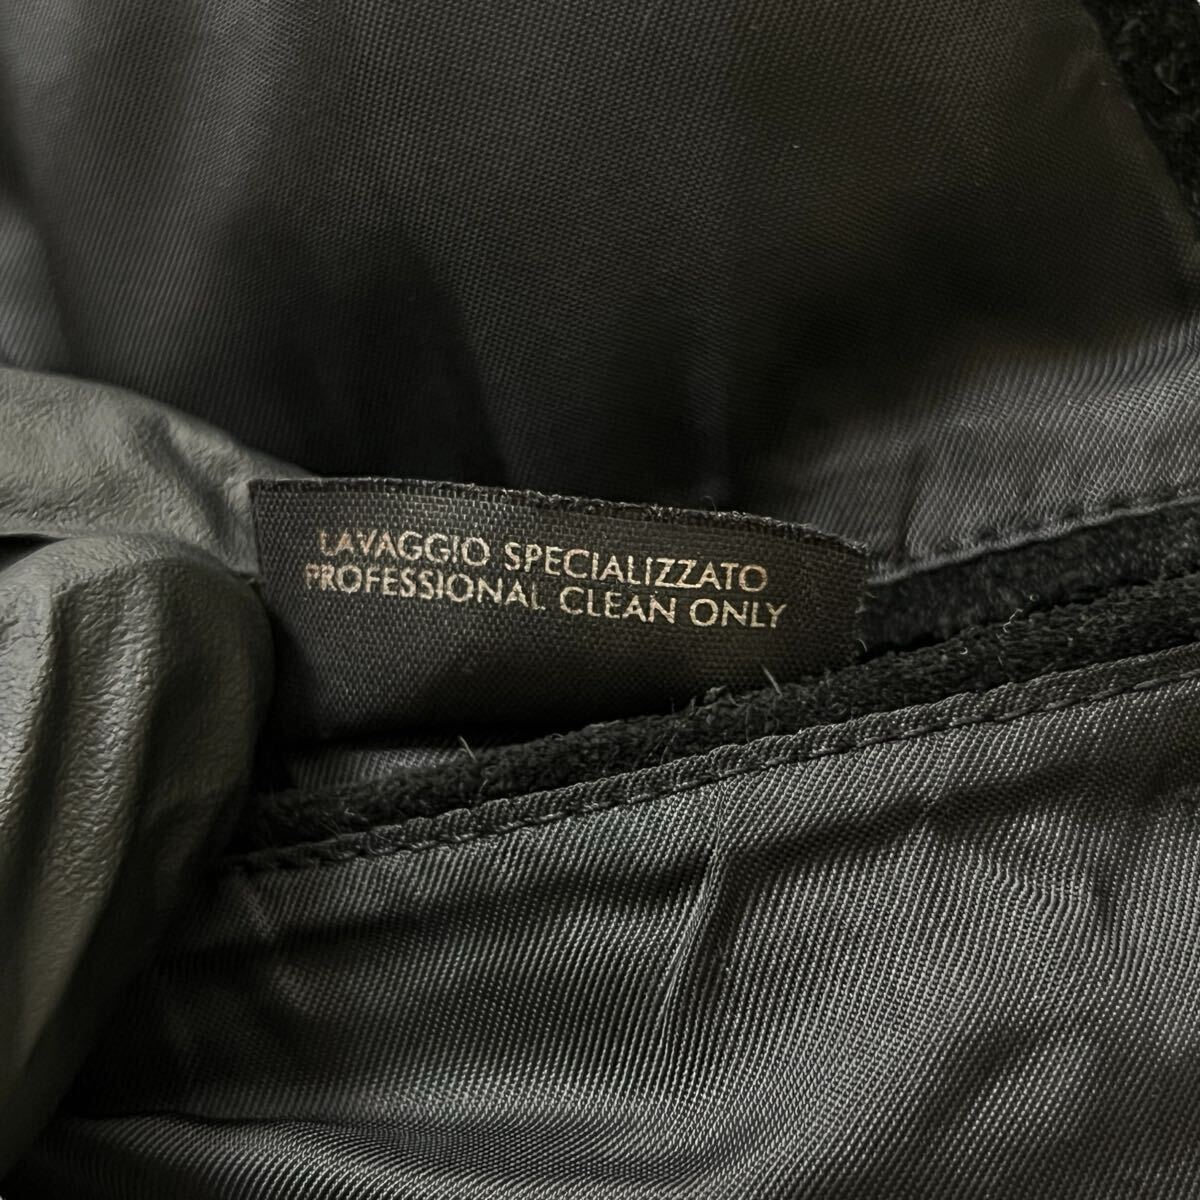 LAVAGGIO SPECIALIZZATO
PROFESSIONAL CLEAN ONLY